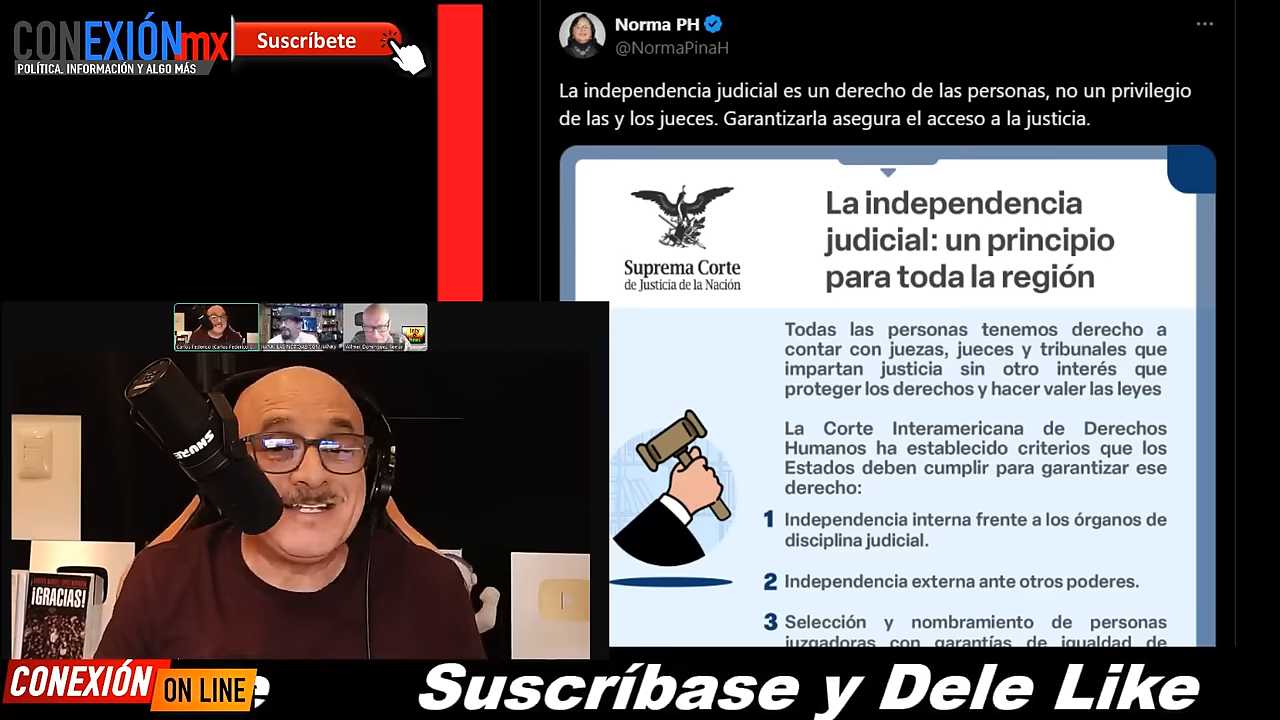 CONEXIÓNmx
POLÍTICA, INFORMACIÓN Y ALGO MÁS
Suscríbete
Norma PH
@NormaPinaH
La independencia judicial es un derecho de las personas, no un privilegio
de las y los jueces. Garantizarla asegura el acceso a la justicia.
Suprema Corte
de Justicia de la Nación
La independencia
judicial: un principio
para toda la región
Todas las personas tenemos derecho a
contar con juezas, jueces y tribunales que
impartan justicia sin otro interés que
proteger los derechos y hacer valer las leyes
La Corte Interamericana de Derechos
Humanos ha establecido criterios que los
Estados deben cumplir para garantizar ese
derecho:
1 Independencia interna frente a los órganos de
disciplina judicial.
2 Independencia externa ante otros poderes.
3 Selección y nombramiento de personas
juzgadoras con garantías de igualdad de
SHURE
¡GRACIAS!
CONEXIÓN
ON LINE
Suscríbase y Dele Like